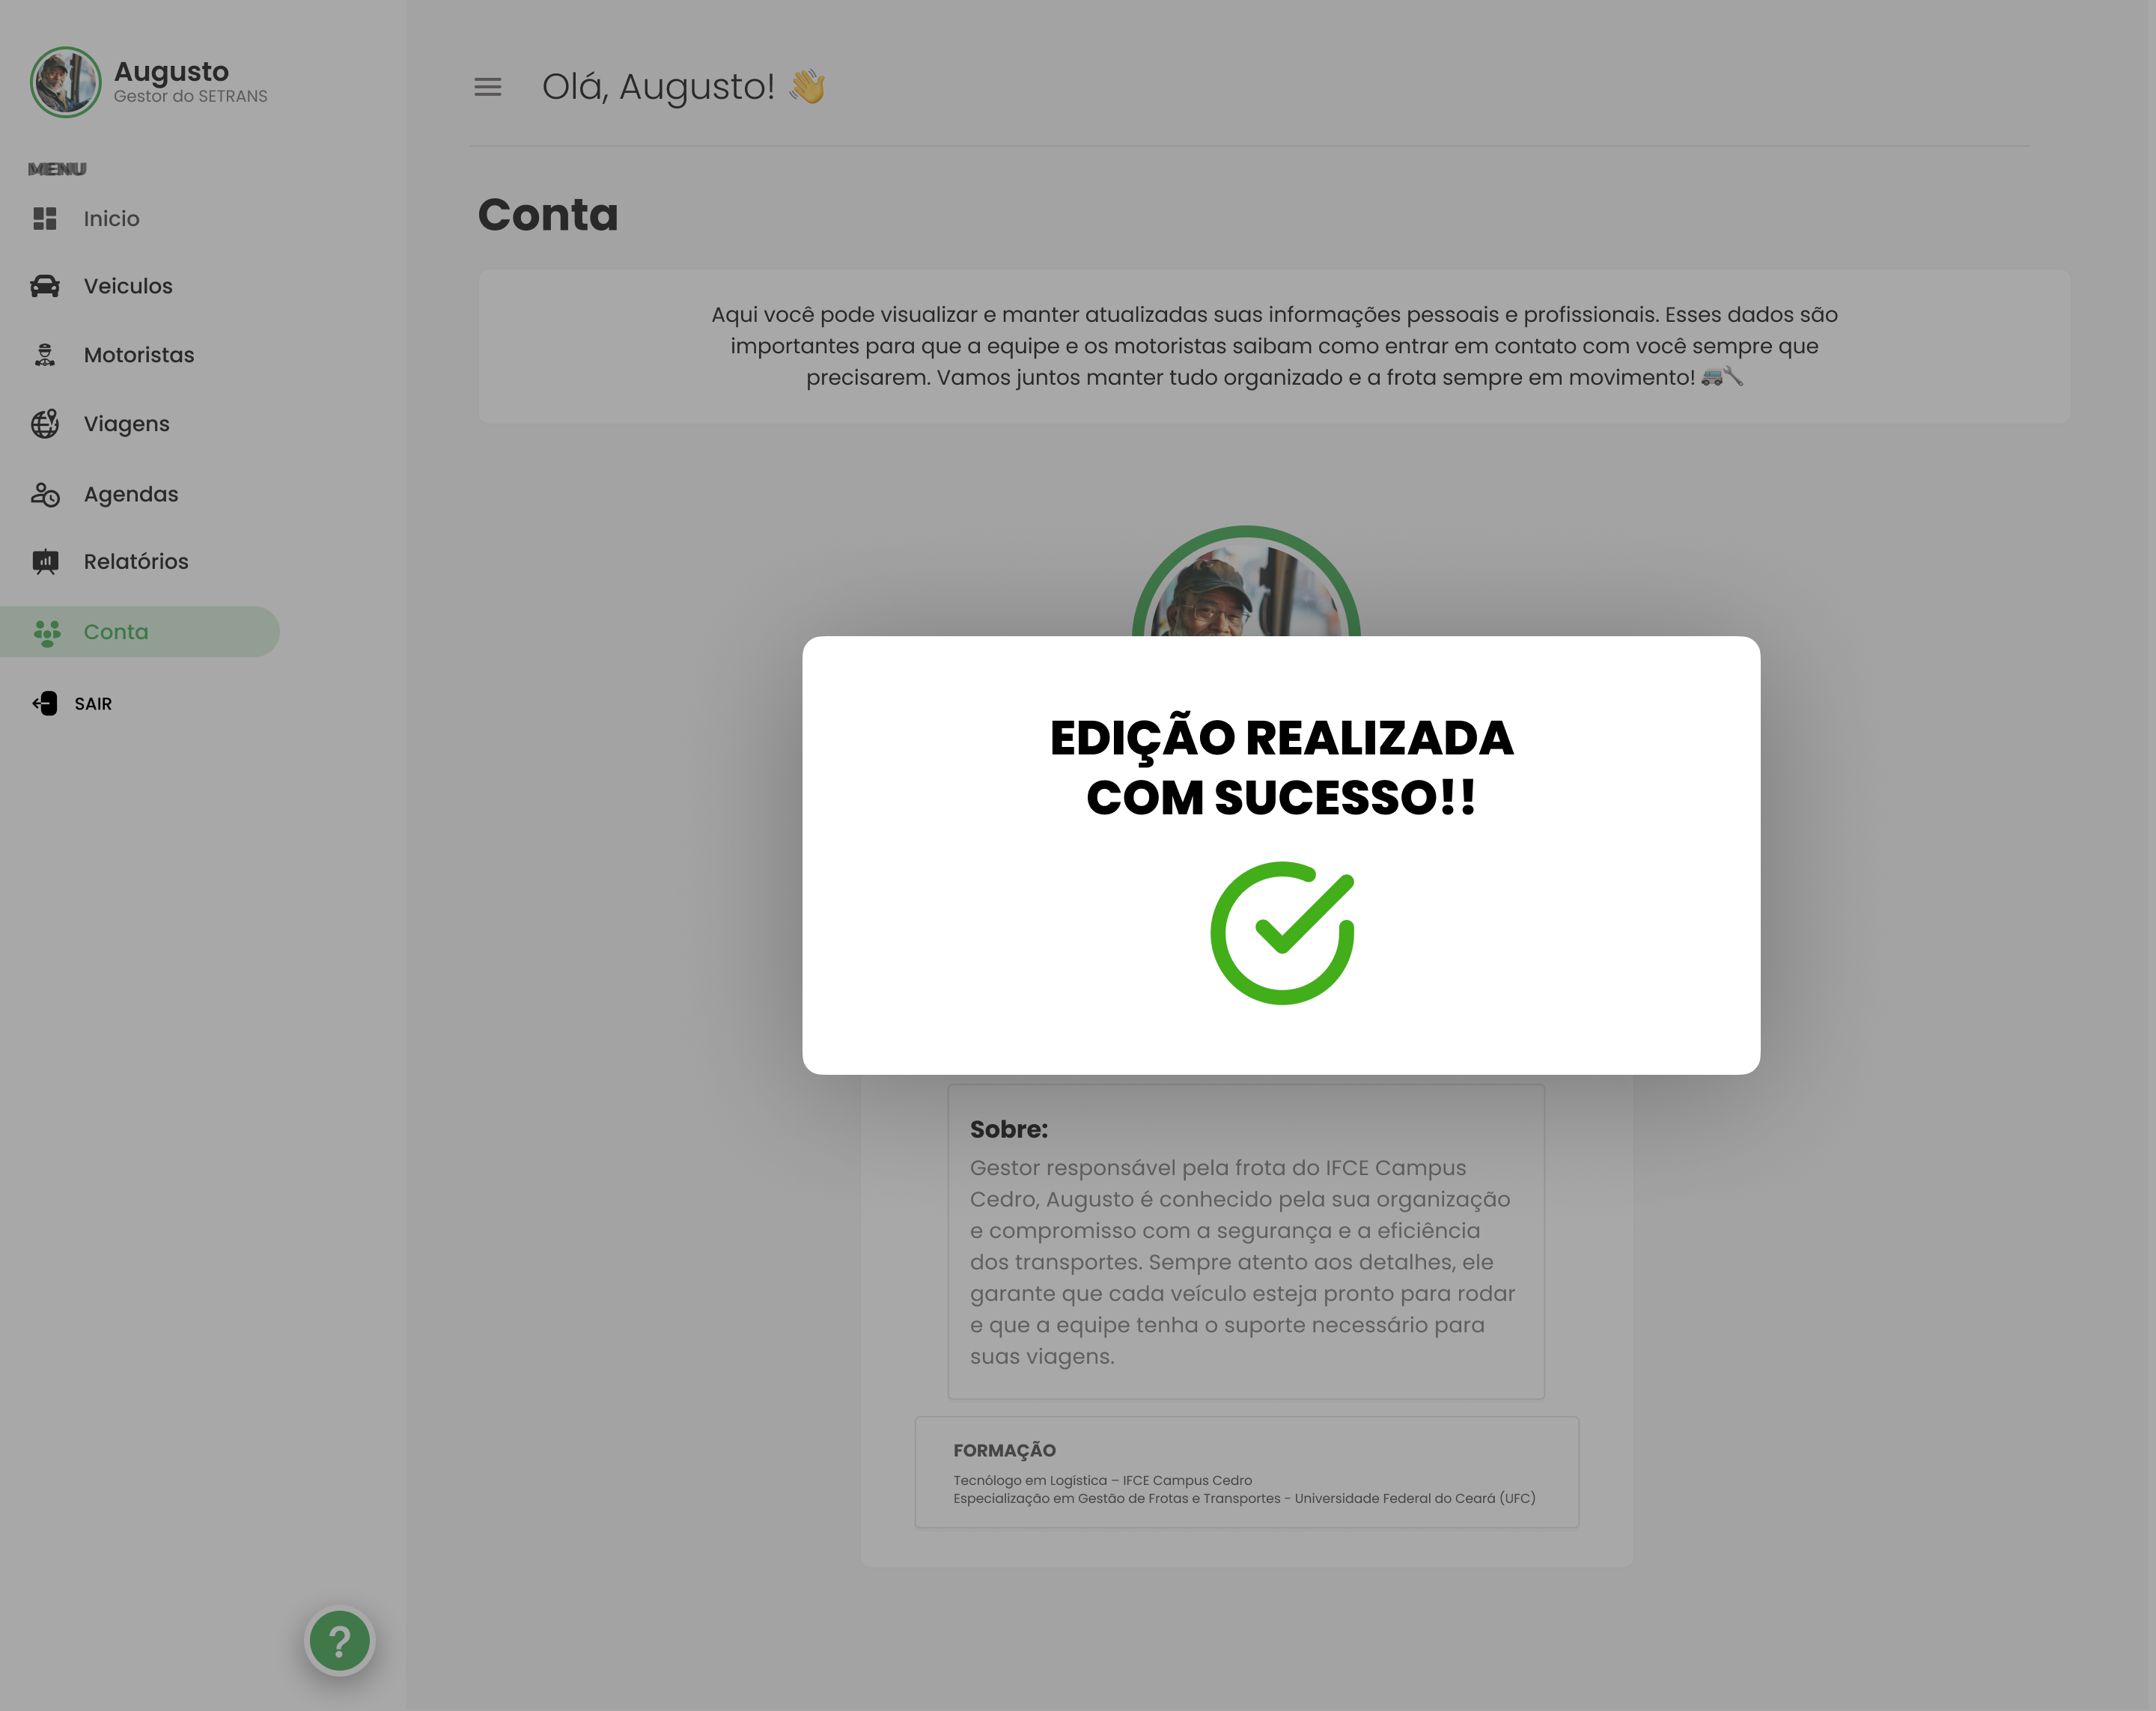 Augusto
Gestor do SETRANS
MENU
Inicio
Veiculos
Motoristas
Viagens
Agendas
Relatórios
Conta
SAIR
?
Olá, Augusto! 👋
Conta
Aqui você pode visualizar e manter atualizadas suas informações pessoais e profissionais. Esses dados são
importantes para que a equipe e os motoristas saibam como entrar em contato com você sempre que
precisarem. Vamos juntos manter tudo organizado e a frota sempre em movimento! 🚐🔧
EDIÇÃO REALIZADA
COM SUCESSO!!
Sobre:
Gestor responsável pela frota do IFCE Campus
Cedro, Augusto é conhecido pela sua organização
e compromisso com a segurança e a eficiência
dos transportes. Sempre atento aos detalhes, ele
garante que cada veículo esteja pronto para rodar
e que a equipe tenha o suporte necessário para
suas viagens.
FORMAÇÃO
Tecnólogo em Logística – IFCE Campus Cedro
Especialização em Gestão de Frotas e Transportes - Universidade Federal do Ceará (UFC)